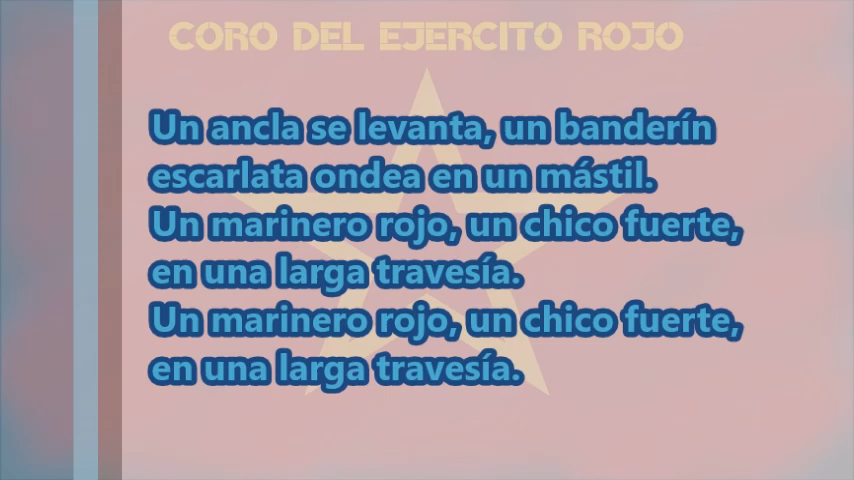 CORO DEL EJERCITO ROJO
Un ancla se levanta, un banderín
escarlata ondea en un mástil.
Un marinero rojo, un chico fuerte,
en una larga travesía.
Un marinero rojo, un chico fuerte,
en una larga travesía.